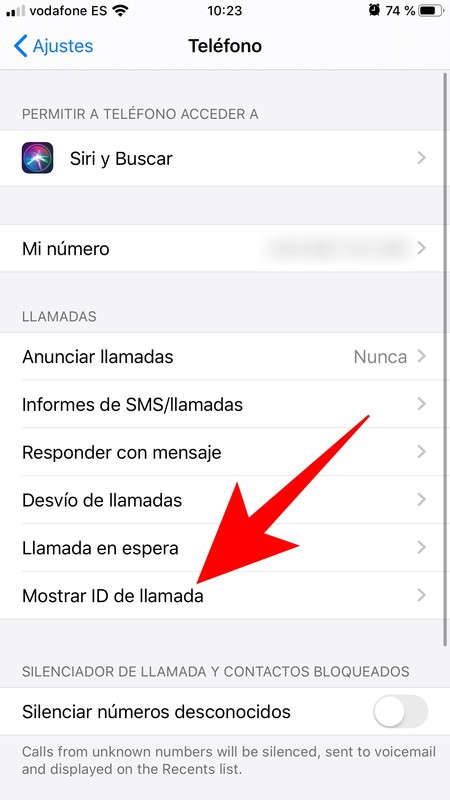 vodafone ES 10:23 74 %
Ajustes Teléfono
PERMITIR A TELÉFONO ACCEDER A
Siri y Buscar
Mi número
LLAMADAS
Anunciar llamadas Nunca
Informes de SMS/llamadas
Responder con mensaje
Desvío de llamadas
Llamada en espera
Mostrar ID de llamada
SILENCIADOR DE LLAMADA Y CONTACTOS BLOQUEADOS
Silenciar números desconocidos
Calls from unknown numbers will be silenced, sent to voicemail
and displayed on the Recents list.